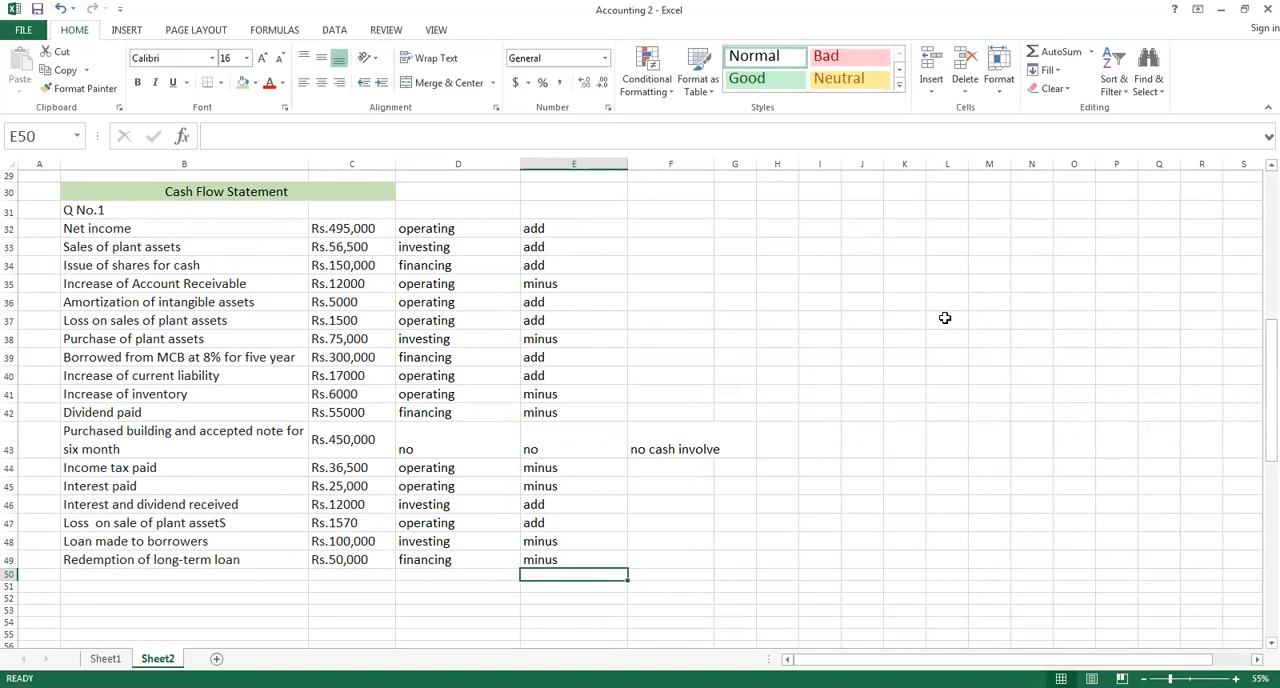 Accounting 2 - Excel
Sign in
FILE HOME INSERT PAGE LAYOUT FORMULAS DATA REVIEW VIEW
Paste
Cut
Copy
Format Painter
Clipboard
Calibri 16
B I U
Font
Wrap Text
Merge & Center
Alignment
General
$ % ,
Number
Conditional Formatting
Format as Table
Normal Bad
Good Neutral
Styles
Insert Delete Format
Cells
AutoSum
Fill
Clear
Sort & Filter
Find & Select
Editing
E50
fx
A B C D E F G H I J K L M N O P Q R S
29
30 Cash Flow Statement
31 Q No.1
32 Net income Rs.495,000 operating add
33 Sales of plant assets Rs.56,500 investing add
34 Issue of shares for cash Rs.150,000 financing add
35 Increase of Account Receivable Rs.12000 operating minus
36 Amortization of intangible assets Rs.5000 operating add
37 Loss on sales of plant assets Rs.1500 operating add
38 Purchase of plant assets Rs.75,000 investing minus
39 Borrowed from MCB at 8% for five year Rs.300,000 financing add
40 Increase of current liability Rs.17000 operating add
41 Increase of inventory Rs.6000 operating minus
42 Dividend paid Rs.55000 financing minus
Purchased building and accepted note for
43 six month Rs.450,000 no no no cash involve
44 Income tax paid Rs.36,500 operating minus
45 Interest paid Rs.25,000 operating minus
46 Interest and dividend received Rs.12000 investing add
47 Loss on sale of plant assetS Rs.1570 operating add
48 Loan made to borrowers Rs.100,000 investing minus
49 Redemption of long-term loan Rs.50,000 financing minus
50
51
52
53
54
55
56
Sheet1 Sheet2
READY
55%